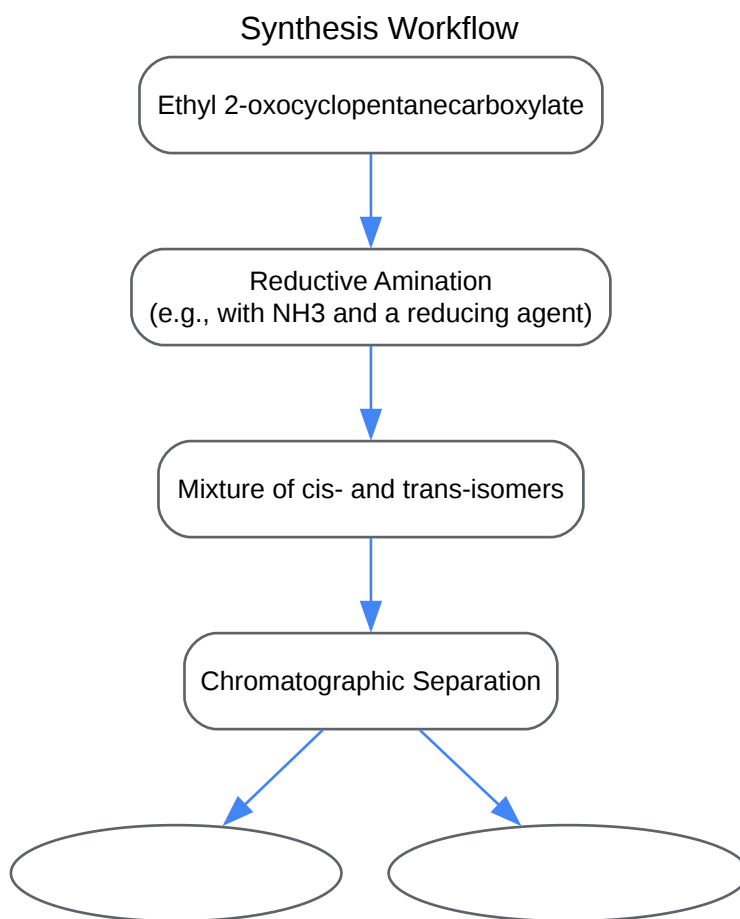 Synthesis Workflow
Ethyl 2-oxocyclopentanecarboxylate
Reductive Amination
(e.g., with NH3 and a reducing agent)
Mixture of cis- and trans-isomers
Chromatographic Separation